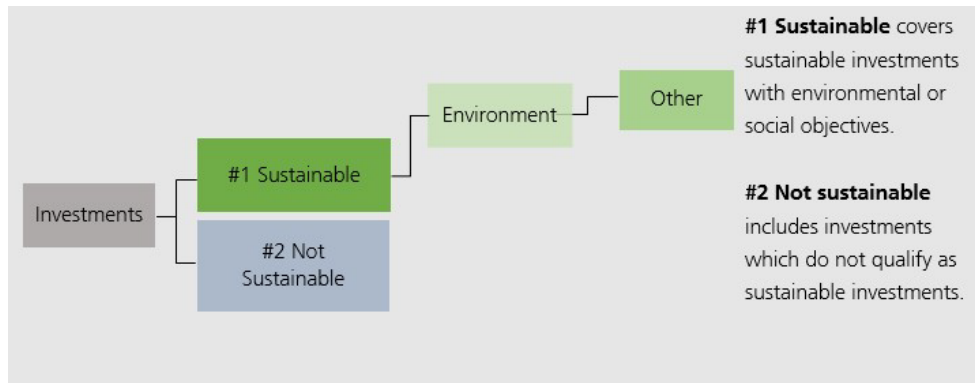 Investments
#1 Sustainable
#2 Not
Sustainable
Environment
Other
#1 Sustainable covers
sustainable investments
with environmental or
social objectives.
#2 Not sustainable
includes investments
which do not qualify as
sustainable investments.